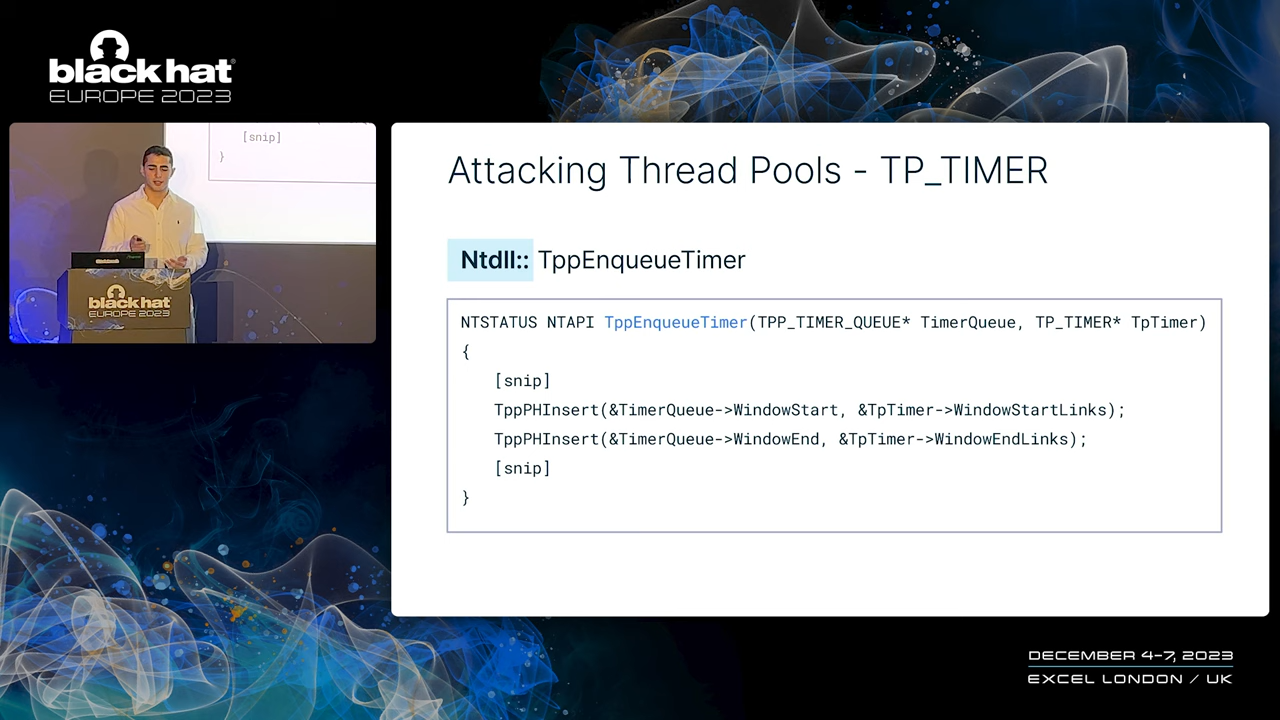 black hat
EUROPE 2023
[snip]
}
black hat
EUROPE 2023
Attacking Thread Pools - TP_TIMER
Ntdll:: TppEnqueueTimer
NTSTATUS NTAPI TppEnqueueTimer(TPP_TIMER_QUEUE* TimerQueue, TP_TIMER* TpTimer)
{
[snip]
TppPHInsert(&TimerQueue->WindowStart, &TpTimer->WindowStartLinks);
TppPHInsert(&TimerQueue->WindowEnd, &TpTimer->WindowEndLinks);
[snip]
}
DECEMBER 4-7, 2023
EXCEL LONDON / UK